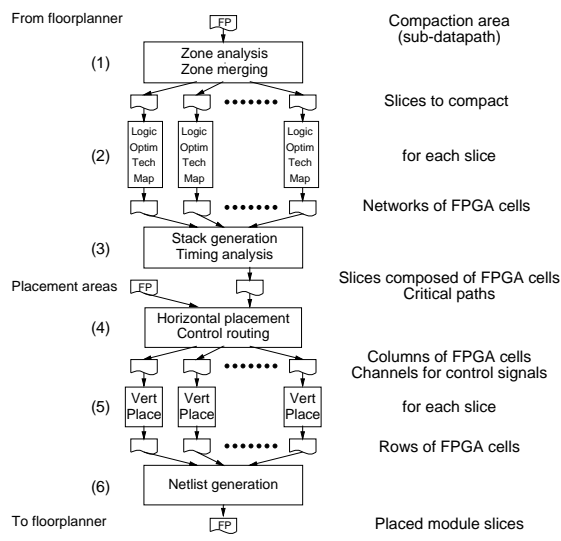 From floorplanner
FP
Compaction area
(sub-datapath)
(1)
Zone analysis
Zone merging
Slices to compact
(2)
Logic
Optim
Tech
Map
Logic
Optim
Tech
Map
Logic
Optim
Tech
Map
for each slice
Networks of FPGA cells
(3)
Stack generation
Timing analysis
Slices composed of FPGA cells
Critical paths
Placement areas
FP
(4)
Horizontal placement
Control routing
Columns of FPGA cells
Channels for control signals
(5)
Vert
Place
Vert
Place
Vert
Place
for each slice
Rows of FPGA cells
(6)
Netlist generation
To floorplanner
FP
Placed module slices